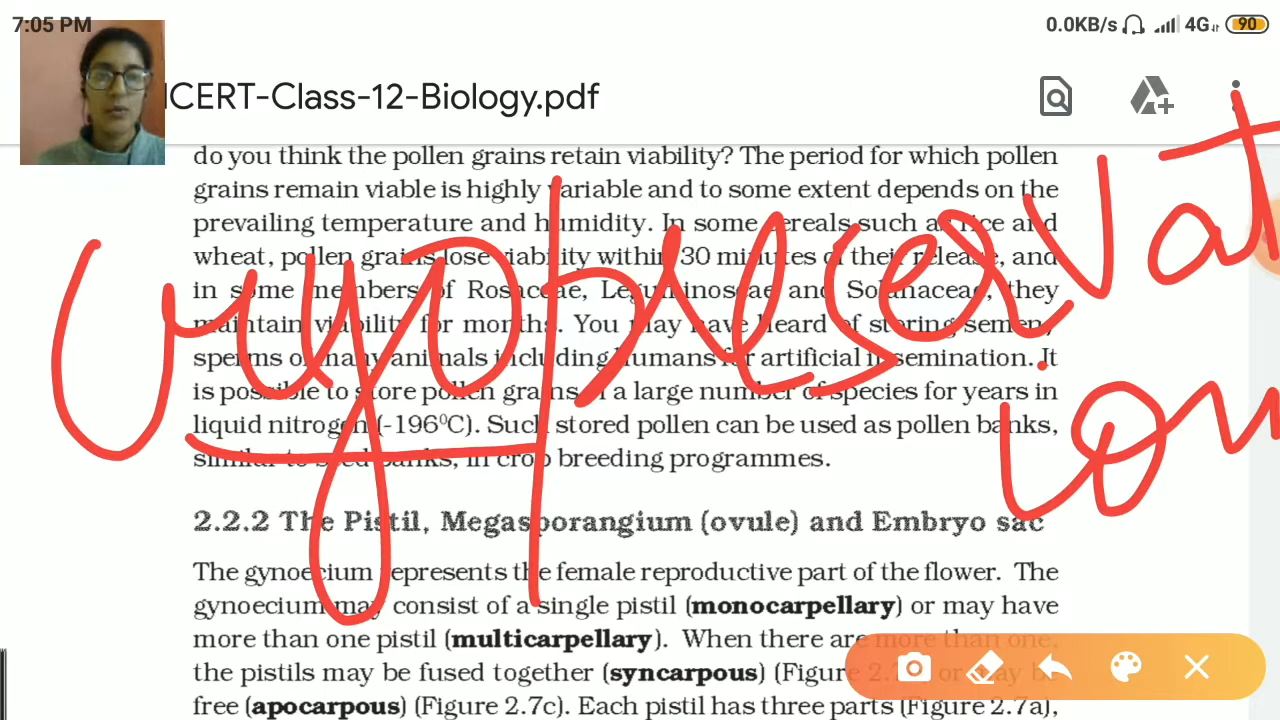 7:05 PM
0.0KB/s 4G 90
CERT-Class-12-Biology.pdf
do you think the pollen grains retain viability? The period for which pollen
grains remain viable is highly variable and to some extent depends on the
prevailing temperature and humidity. In some cereals such as rice and
wheat, pollen grains lose viability within 30 minutes of their release, and
in some members of Rosaceae, Leguminoseae and Solanaceae, they
maintain viability for months. You may have heard of storing semen/
sperms of many animals including humans for artificial insemination. It
is possible to store pollen grains of a large number of species for years in
liquid nitrogen (-196⁰C). Such stored pollen can be used as pollen banks,
similar to seed banks, in crop breeding programmes.
cryopreservat
ion
2.2.2 The Pistil, Megasporangium (ovule) and Embryo sac
The gynoecium represents the female reproductive part of the flower. The
gynoecium may consist of a single pistil (monocarpellary) or may have
more than one pistil (multicarpellary). When there are more than one,
the pistils may be fused together (syncarpous) (Figure 2. or may be
free (apocarpous) (Figure 2.7c). Each pistil has three parts (Figure 2.7a),